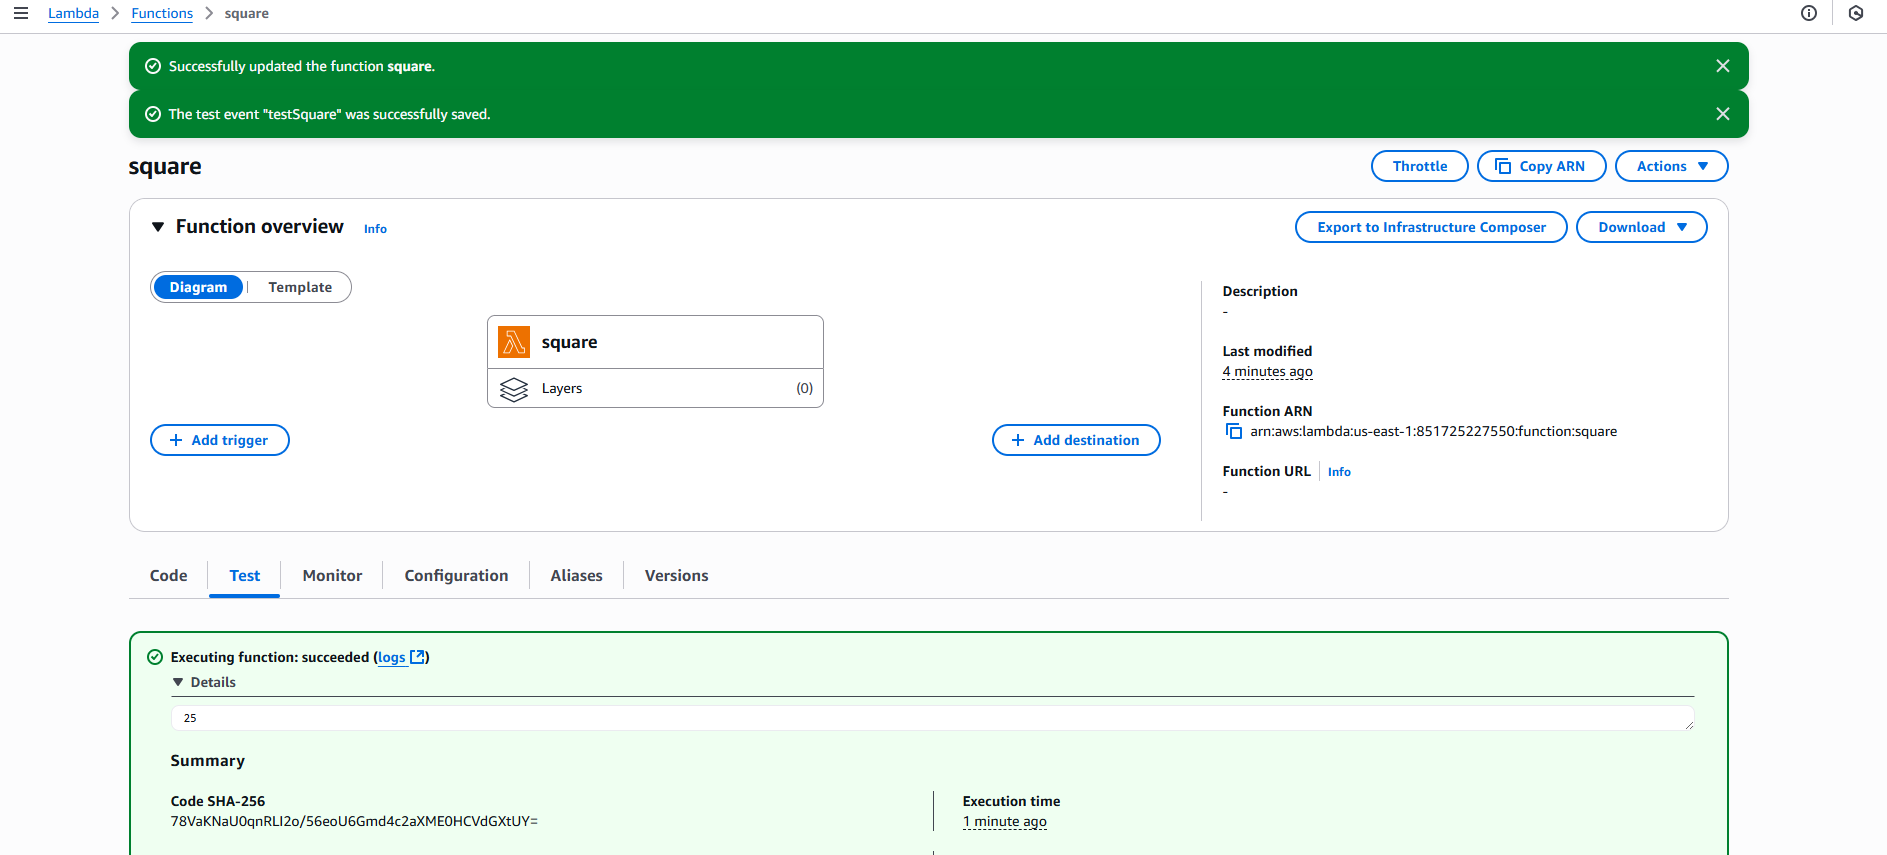 Lambda > Functions > square
Successfully updated the function square.
The test event "testSquare" was successfully saved.
square
Throttle
Copy ARN
Actions
Function overview Info
Export to Infrastructure Composer
Download
Diagram
Template
square
Layers (0)
Add trigger
Add destination
Description
-
Last modified
4 minutes ago
Function ARN
arn:aws:lambda:us-east-1:851725227550:function:square
Function URL Info
-
Code
Test
Monitor
Configuration
Aliases
Versions
Executing function: succeeded (logs)
Details
25
Summary
Code SHA-256
78VaKNaU0qnRLI2o/56eoU6Gmd4c2aXME0HCVdGXtUY=
Execution time
1 minute ago